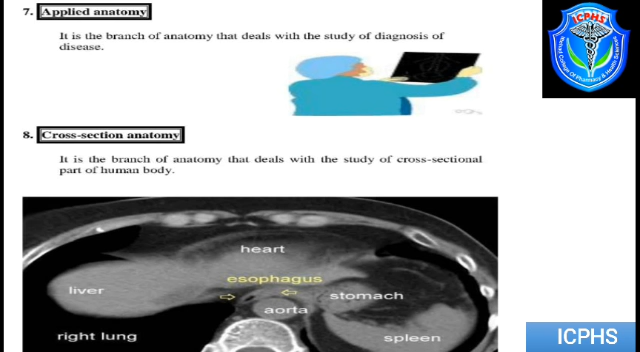 7. Applied anatomy
It is the branch of anatomy that deals with the study of diagnosis of
disease.
8. Cross-section anatomy
It is the branch of anatomy that deals with the study of cross-sectional
part of human body.
heart
esophagus
liver
stomach
aorta
right lung
spleen
ICPHS
ICPHS